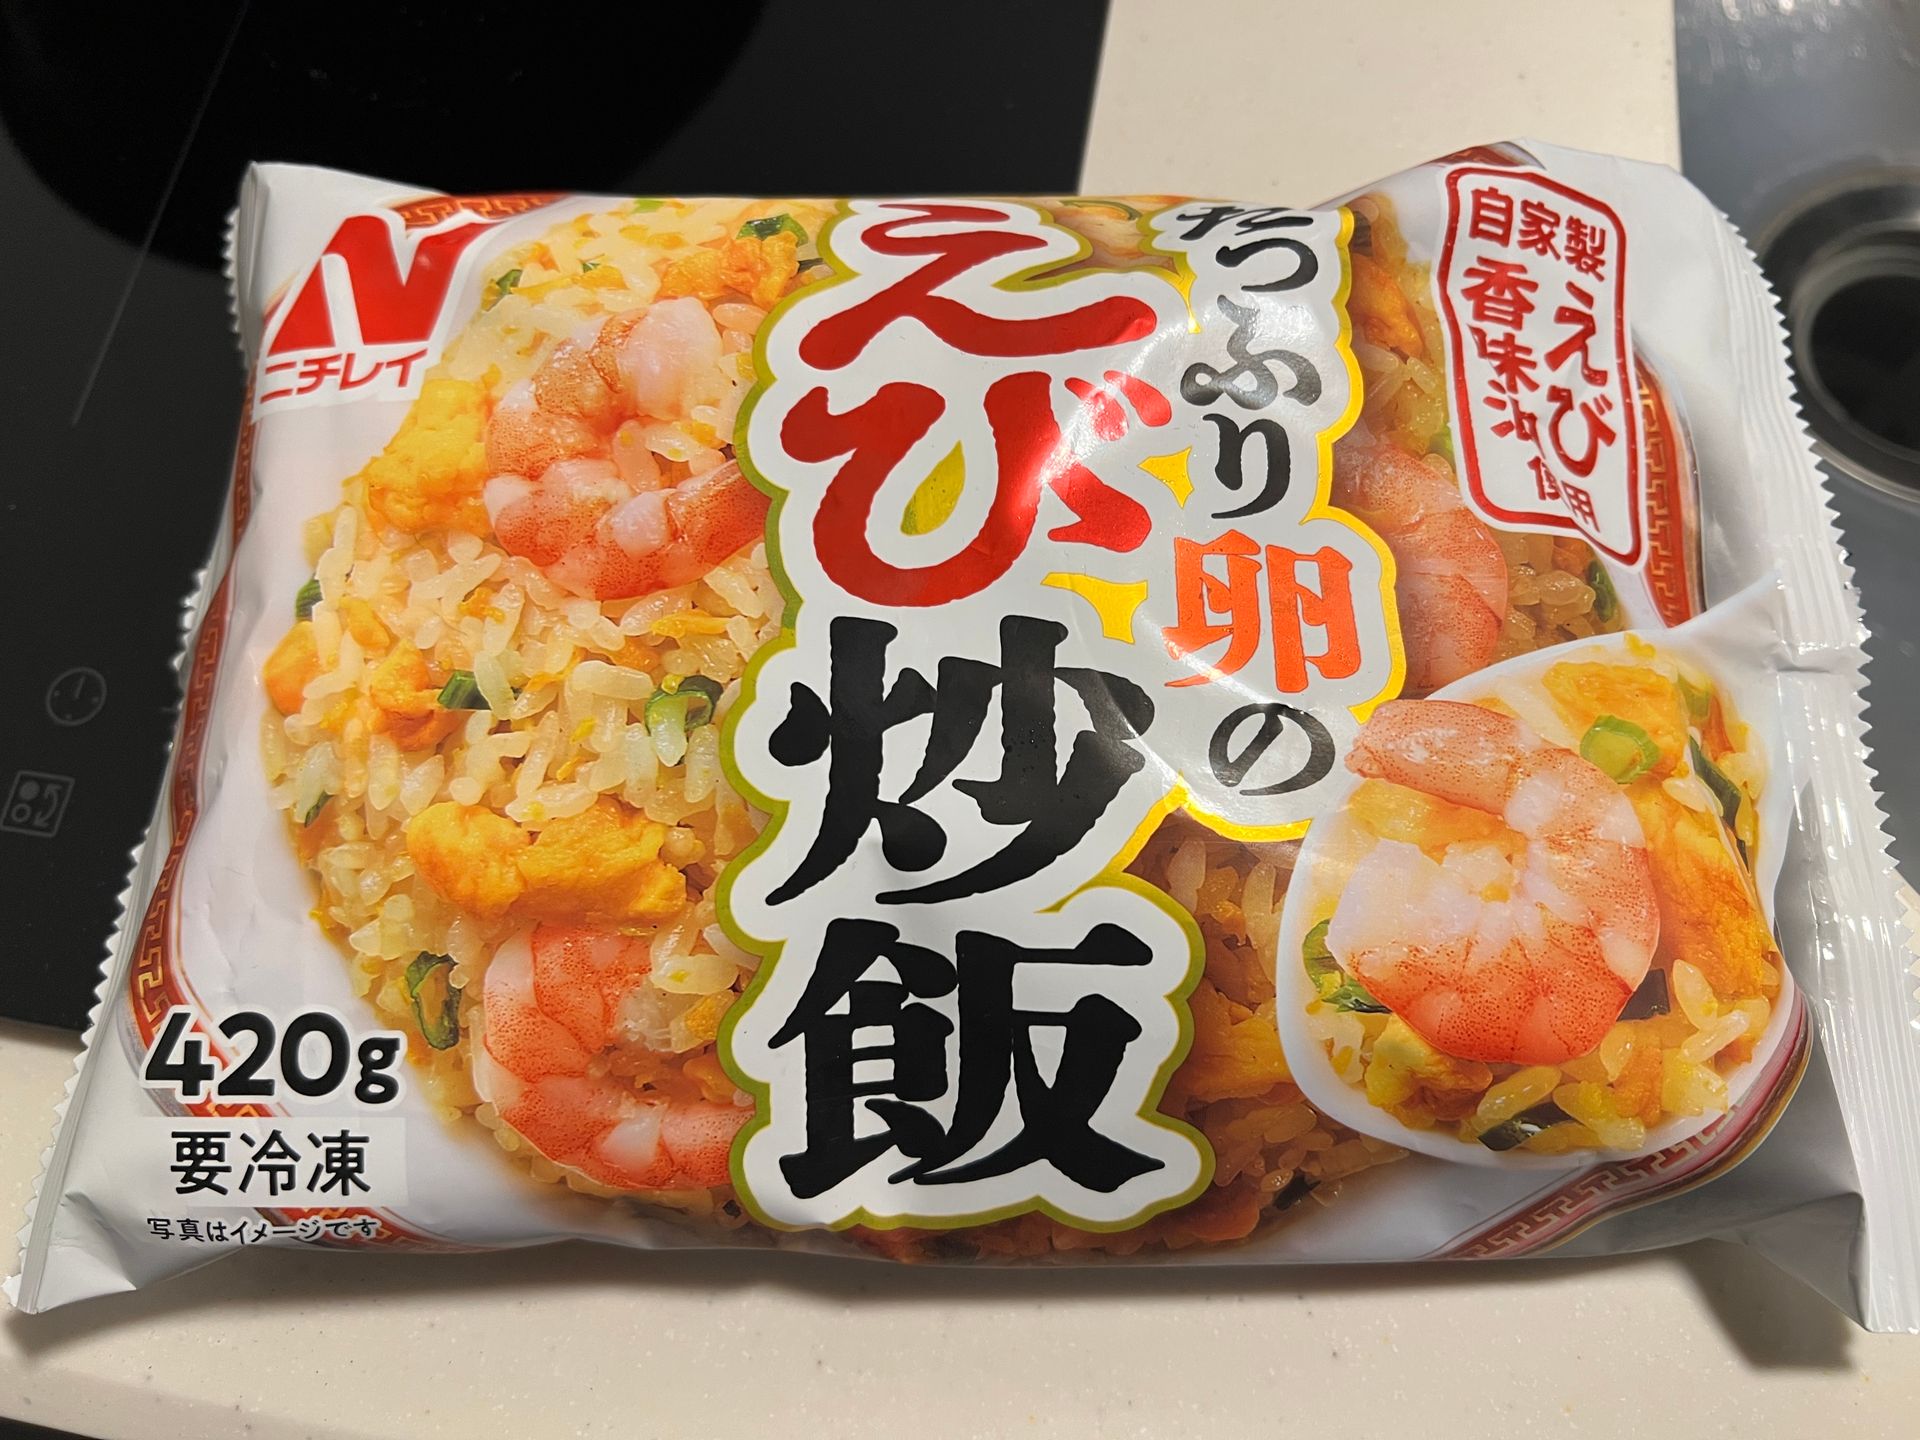 ニチレイ
たっぷり卵の
えび炒飯
自家製えび
香味油使用
420g
要冷凍
写真はイメージです